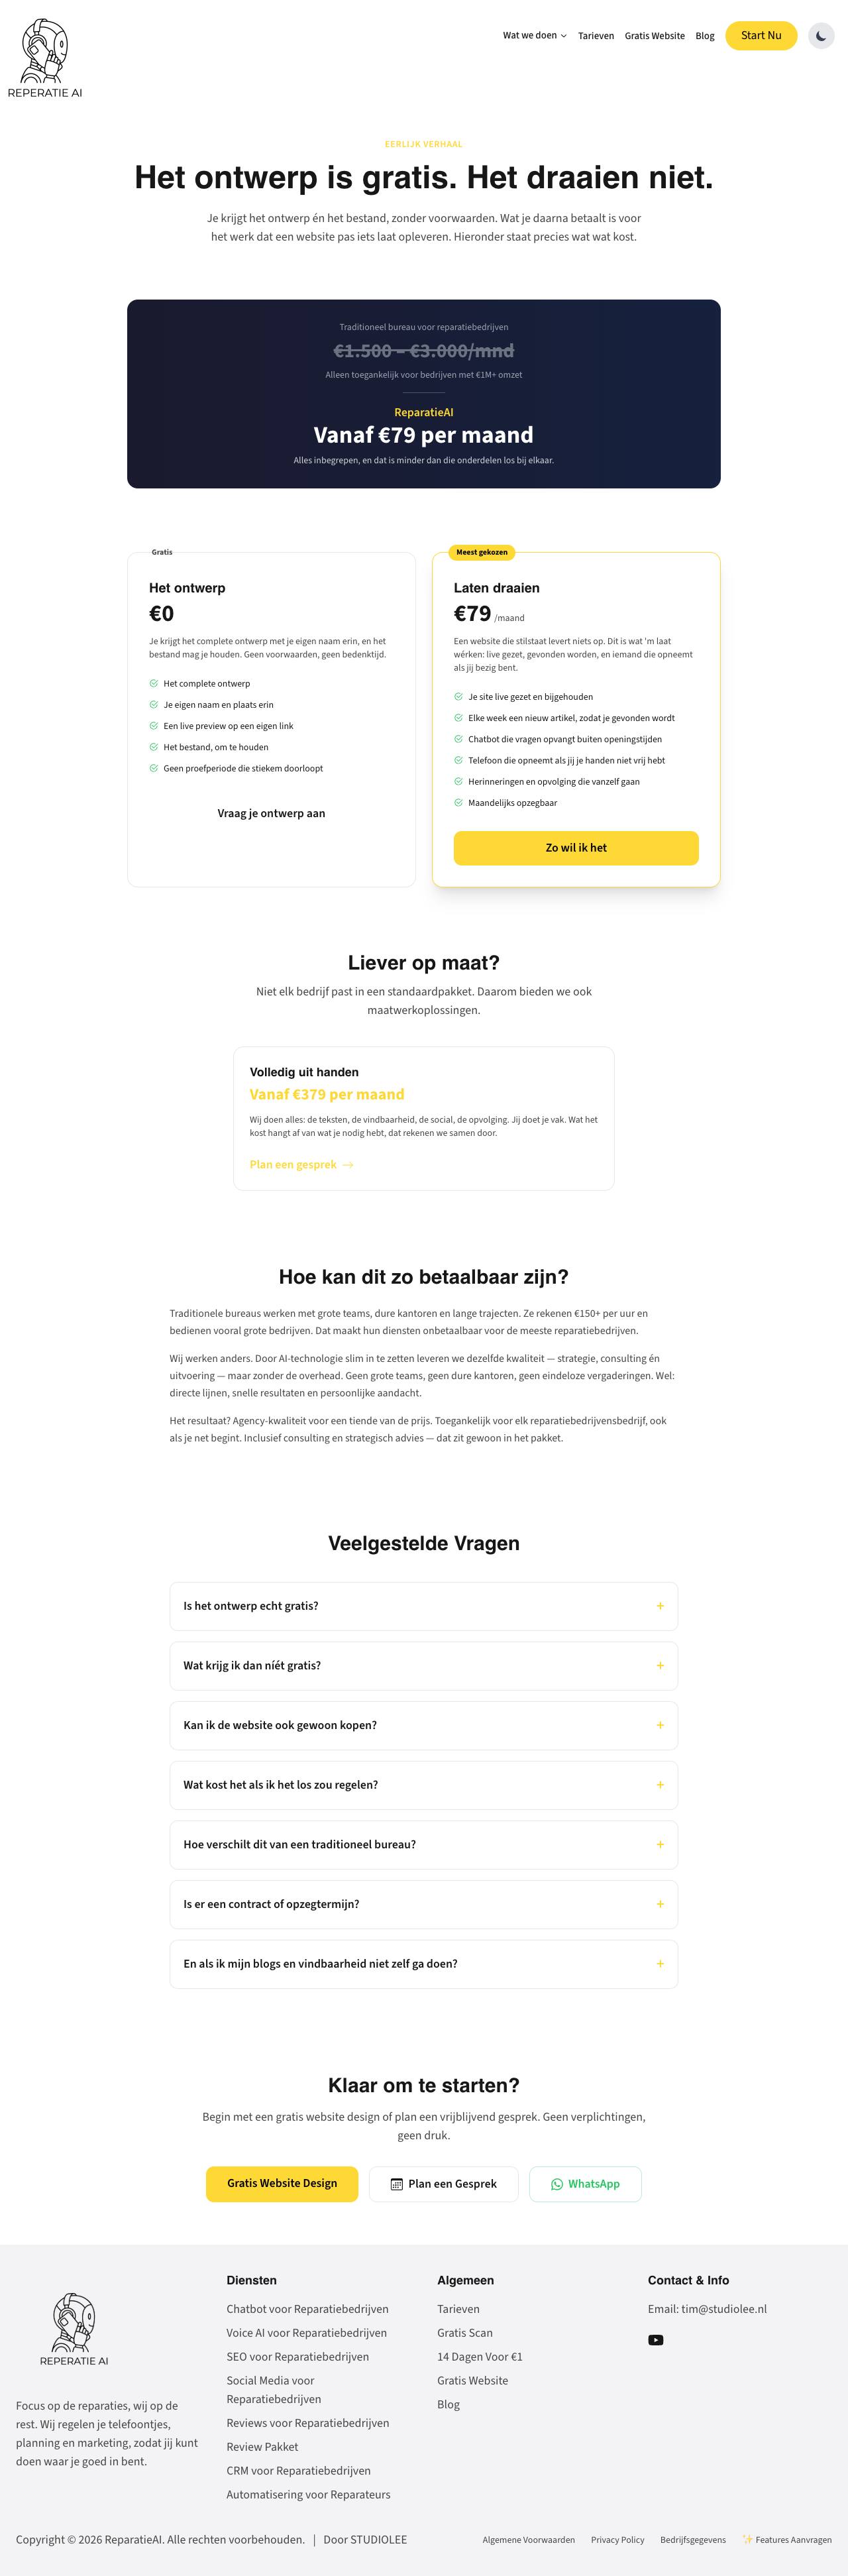 REPERATIE AI
What we do
Tarieven
Gratis Website
Blog
Start Nu
EERLIJK VERHAAL
Het ontwerp is gratis. Het draaien niet.
Je krijgt het ontwerp én het bestand, zonder voorwaarden. Wat je daarna betaalt is voor
het werk dat een website pas iets laat opleveren. Hieronder staat precies wat wat kost.
Traditioneel bureau voor reparatiebedrijven
€1.500 – €3.000/mnd
Alleen toegankelijk voor bedrijven met €1M+ omzet
ReparatieAI
Vanaf €79 per maand
Alles inbegrepen, en dat is minder dan die onderdelen los bij elkaar.
Gratis
Het ontwerp
€0
Je krijgt het complete ontwerp met je eigen naam erin, en het
bestand mag je houden. Geen voorwaarden, geen bedenktijd.
Het complete ontwerp
Je eigen naam en plaats erin
Een live preview op een eigen link
Het bestand, om te houden
Geen proefperiode die stiekem doorloopt
Vraag je ontwerp aan
Meest gekozen
Laten draaien
€79 /maand
Een website die stilstaat levert niets op. Dit is wat 'm laat
wérken: live gezet, gevonden worden, en iemand die opneemt
als jij bezig bent.
Je site live gezet en bijgehouden
Elke week een nieuw artikel, zodat je gevonden wordt
Chatbot die vragen opvangt buiten openingstijden
Telefoon die opneemt als jij je handen niet vrij hebt
Herinneringen en opvolging die vanzelf gaan
Maandelijks opzegbaar
Zo wil ik het
Liever op maat?
Niet elk bedrijf past in een standaardpakket. Daarom bieden we ook
maatwerkoplossingen.
Volledig uit handen
Vanaf €379 per maand
Wij doen alles: de teksten, de vindbaarheid, de social, de opvolging. Jij doet je vak. Wat het
kost hangt af van wat je nodig hebt, dat rekenen we samen door.
Plan een gesprek →
Hoe kan dit zo betaalbaar zijn?
Traditionele bureaus werken met grote teams, dure kantoren en lange trajecten. Ze rekenen €150+ per uur en
bedienen vooral grote bedrijven. Dat maakt hun diensten onbetaalbaar voor de meeste reparatiebedrijven.
Wij werken anders. Door AI-technologie slim in te zetten leveren we dezelfde kwaliteit — strategie, consulting én
uitvoering — maar zonder de overhead. Geen grote teams, geen dure kantoren, geen eindeloze vergaderingen. Wel:
directe lijnen, snelle resultaten en persoonlijke aandacht.
Het resultaat? Agency-kwaliteit voor een tiende van de prijs. Toegankelijk voor elk reparatiebedrijvensbedrijf, ook
als je net begint. Inclusief consulting en strategisch advies — dat zit gewoon in het pakket.
Veelgestelde Vragen
Is het ontwerp echt gratis? +
Wat krijg ik dan níét gratis? +
Kan ik de website ook gewoon kopen? +
Wat kost het als ik het los zou regelen? +
Hoe verschilt dit van een traditioneel bureau? +
Is er een contract of opzegtermijn? +
En als ik mijn blogs en vindbaarheid niet zelf ga doen? +
Klaar om te starten?
Begin met een gratis website design of plan een vrijblijvend gesprek. Geen verplichtingen,
geen druk.
Gratis Website Design
Plan een Gesprek
WhatsApp
REPERATIE AI
Focus op de reparaties, wij op de
rest. Wij regelen je telefoontjes,
planning en marketing, zodat jij kunt
doen waar je goed in bent.
Diensten
Chatbot voor Reparatiebedrijven
Voice AI voor Reparatiebedrijven
SEO voor Reparatiebedrijven
Social Media voor
Reparatiebedrijven
Reviews voor Reparatiebedrijven
Review Pakket
CRM voor Reparatiebedrijven
Automatisering voor Reparateurs
Algemeen
Tarieven
Gratis Scan
14 Dagen Voor €1
Gratis Website
Blog
Contact & Info
Email: tim@studiolee.nl
Copyright © 2026 ReparatieAI. Alle rechten voorbehouden. | Door STUDIOLEE
Algemene Voorwaarden
Privacy Policy
Bedrijfsgegevens
✨ Features Aanvragen